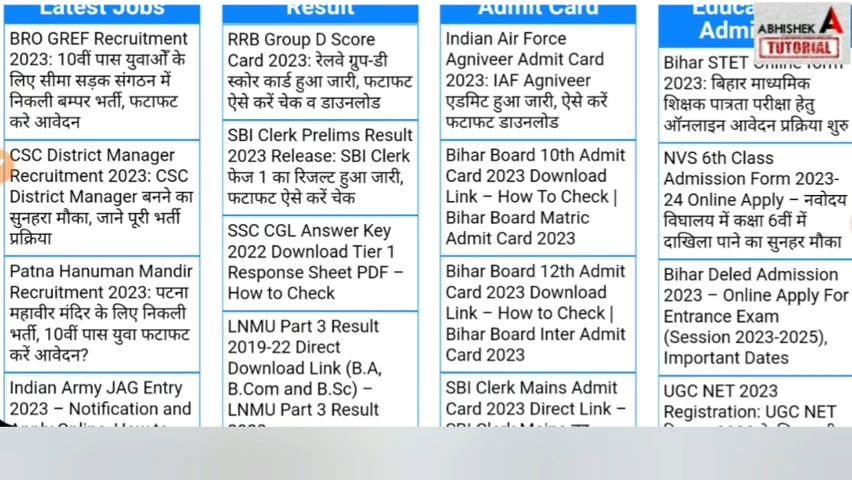 Latest Jobs
BRO GREF Recruitment
2023: 10वीं पास युवाओं के
लिए सीमा सड़क संगठन में
निकली बम्पर भर्ती, फटाफट
करे आवेदन
CSC District Manager
Recruitment 2023: CSC
District Manager बनने का
सुनहरा मौका, जाने पूरी भर्ती
प्रक्रिया
Patna Hanuman Mandir
Recruitment 2023: पटना
महावीर मंदिर के लिए निकली
भर्ती, 10वीं पास युवा फटाफट
करें आवेदन?
Indian Army JAG Entry
2023 – Notification and
Result
RRB Group D Score
Card 2023: रेलवे ग्रुप-डी
स्कोर कार्ड हुआ जारी, फटाफट
ऐसे करें चेक व डाउनलोड
SBI Clerk Prelims Result
2023 Release: SBI Clerk
फेज 1 का रिजल्ट हुआ जारी,
फटाफट ऐसे करें चेक
SSC CGL Answer Key
2022 Download Tier 1
Response Sheet PDF –
How to Check
LNMU Part 3 Result
2019-22 Direct
Download Link (B.A,
B.Com and B.Sc) –
LNMU Part 3 Result
Admit Card
Indian Air Force
Agniveer Admit Card
2023: IAF Agniveer
एडमिट हुआ जारी, ऐसे करें
फटाफट डाउनलोड
Bihar Board 10th Admit
Card 2023 Download
Link – How To Check |
Bihar Board Matric
Admit Card 2023
Bihar Board 12th Admit
Card 2023 Download
Link – How to Check |
Bihar Board Inter Admit
Card 2023
SBI Clerk Mains Admit
Card 2023 Direct Link –
ABHISHEK A
TUTORIAL
Bihar STET Online form
2023: बिहार माध्यमिक
शिक्षक पात्रता परीक्षा हेतु
ऑनलाइन आवेदन प्रक्रिया शुरु
NVS 6th Class
Admission Form 2023-
24 Online Apply – नवोदय
विघालय में कक्षा 6वीं में
दाखिला पाने का सुनहर मौका
Bihar Deled Admission
2023 – Online Apply For
Entrance Exam
(Session 2023-2025),
Important Dates
UGC NET 2023
Registration: UGC NET